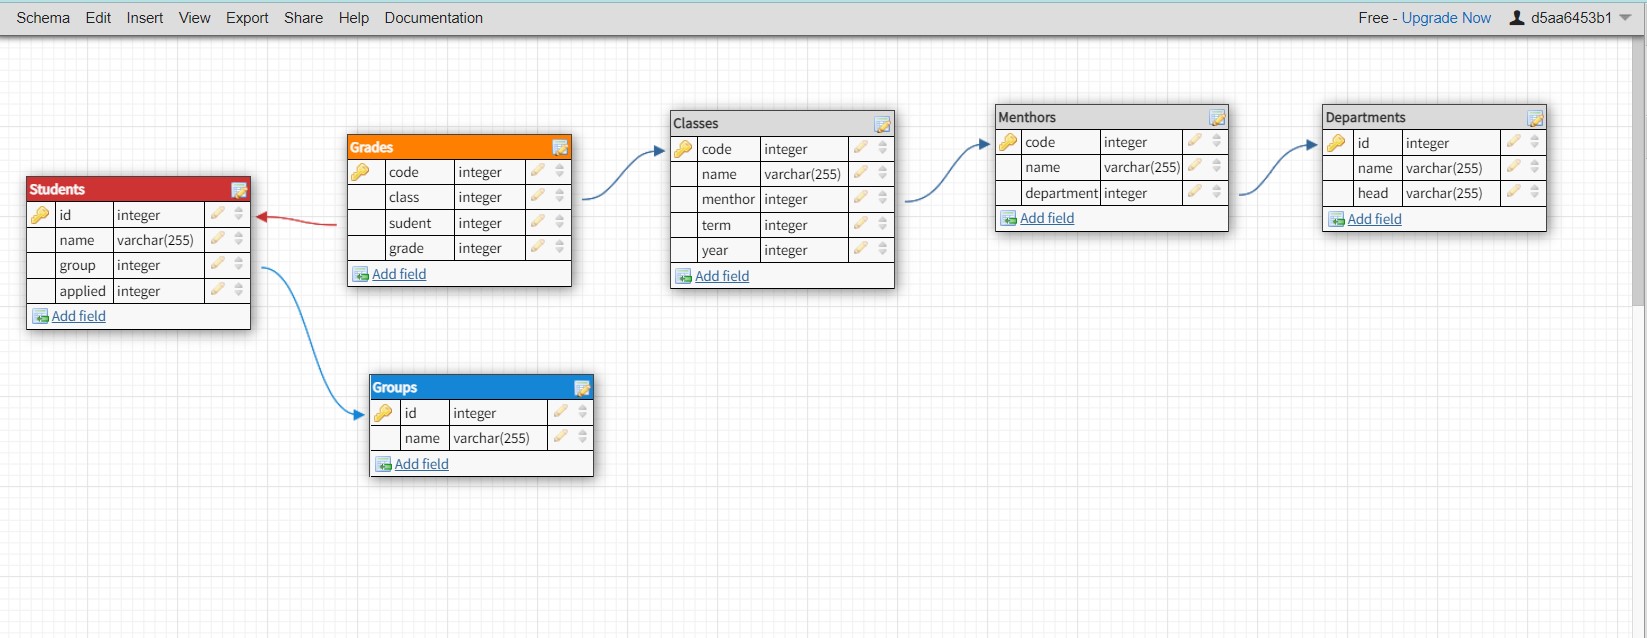 Schema Edit Insert View Export Share Help Documentation Free - Upgrade Now d5aa6453b1
Students
id integer
name varchar(255)
group integer
applied integer
Add field
Grades
code integer
class integer
sudent integer
grade integer
Add field
Groups
id integer
name varchar(255)
Add field
Classes
code integer
name varchar(255)
menthor integer
term integer
year integer
Add field
Menthors
code integer
name varchar(255)
department integer
Add field
Departments
id integer
name varchar(255)
head varchar(255)
Add field